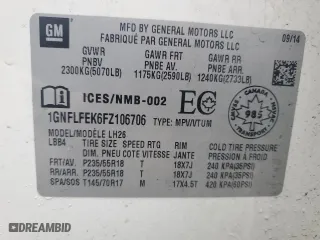 GM
MFD BY GENERAL MOTORS LLC
FABRIQUÉ PAR GENERAL MOTORS LLC
09/14
GVWR GAWR FRT GAWR RR
PNBV PNBE AV. PNBE ARR.
2300KG(5070LB) 1175KG(2590LB) 1240KG(2733LB)
ICES/NMB-002
EC
CANADA
985
1GNFLFEK6FZ106706 TYPE: MPV/VTUM
MODEL/MODÈLE LH26
LBB4 TIRE SIZE SPEED RTG RIM COLD TIRE PRESSURE
DIM. PNEU COTE VITESSE JANTE
FRT/AV. P235/55R18 T 18X7J 240 KPA(35PSI)
RR/ARR. P235/55R18 T 18X7J 240 KPA(35PSI)
SPA/SOS T145/70R17 M 17X4.5T 420 KPA(60PSI)
DREAMBID